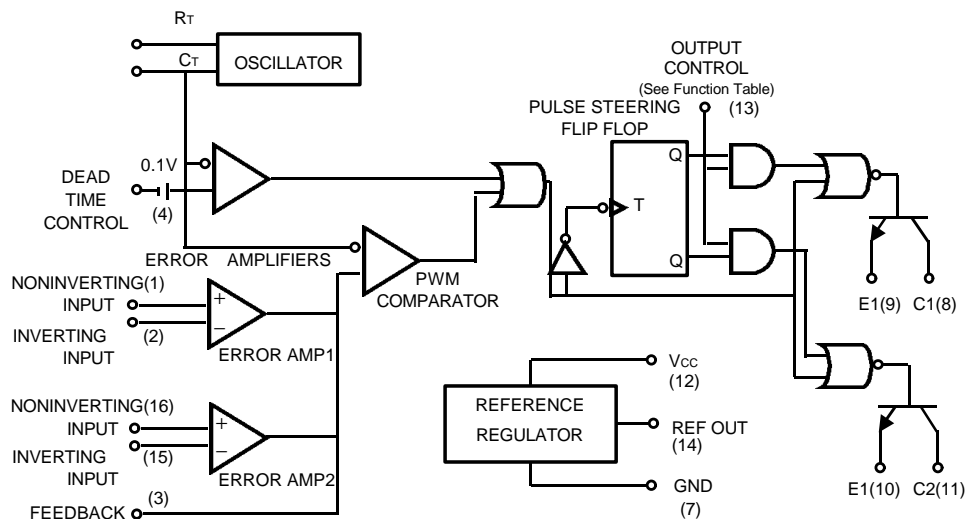 RT
CT
OSCILLATOR
OUTPUT
CONTROL
(See Function Table)
(13)
PULSE STEERING
FLIP FLOP
Q
T
Q
0.1V
DEAD
TIME
CONTROL
(4)
ERROR AMPLIFIERS
PWM
COMPARATOR
NONINVERTING(1)
INPUT
+
−
(2)
INVERTING
INPUT
ERROR AMP1
E1(9) C1(8)
VCC
(12)
REFERENCE
REGULATOR
REF OUT
(14)
GND
(7)
NONINVERTING(16)
INPUT
+
−
(15)
INVERTING
INPUT
ERROR AMP2
(3)
FEEDBACK
E1(10) C2(11)